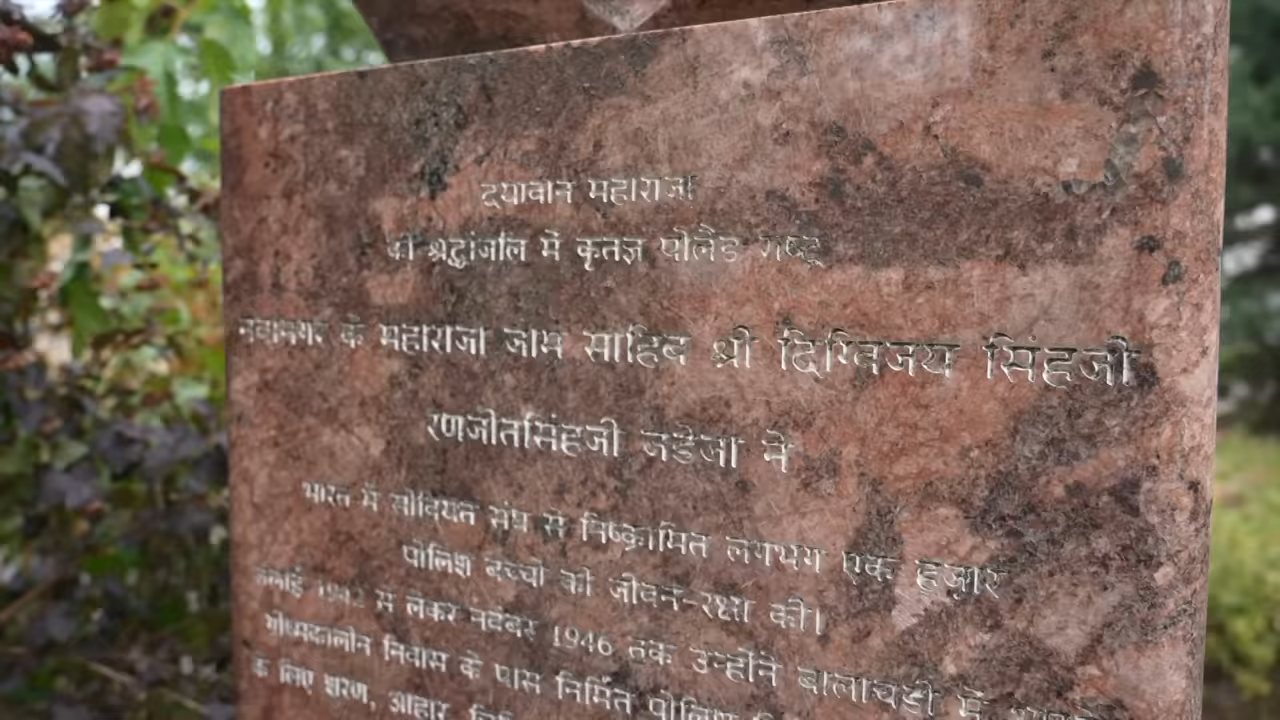 दयावान महाराजा
की श्रद्धांजलि में कृतज्ञ पोलैंड राष्ट्र
नवानगर के महाराजा जाम साहिब श्री दिग्विजय सिंहजी
रणजीतसिंहजी जडेजा ने
भारत में सोवियत संघ से निष्क्रामित लगभग एक हज़ार
पोलिश बच्चों की जीवन-रक्षा की।
जुलाई 1942 से लेकर नवंबर 1946 तक उन्होंने बालाचडी में
ग्रीष्मकालीन निवास के पास निर्मित पोलिश
के लिए शरण, आहार,